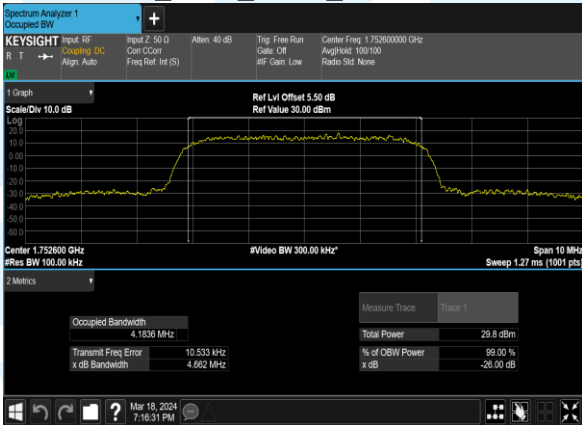 Spectrum Analyzer 1
Occupied BW
+
KEYSIGHT
R T
LW
Input: RF
Coupling: DC
Align: Auto
Input Z: 50 Ω
Corr CCorr
Freq Ref: Int (S)
Atten: 40 dB
Trig: Free Run
Gate: Off
#IF Gain: Low
Center Freq: 1.752600000 GHz
Avg|Hold: 100/100
Radio Std: None
1 Graph
Scale/Div 10.0 dB
Ref Lvl Offset 5.50 dB
Ref Value 30.00 dBm
Log
20.0
10.0
0.00
-10.0
-20.0
-30.0
-40.0
-50.0
-60.0
Center 1.752600 GHz
#Video BW 300.00 kHz*
Span 10 MHz
#Res BW 100.00 kHz
Sweep 1.27 ms (1001 pts)
2 Metrics
Measure Trace
Trace 1
Occupied Bandwidth
4.1836 MHz
Total Power
29.8 dBm
Transmit Freq Error
10.533 kHz
% of OBW Power
99.00 %
x dB Bandwidth
4.662 MHz
x dB
-26.00 dB
?
Mar 18, 2024
7:16:31 PM